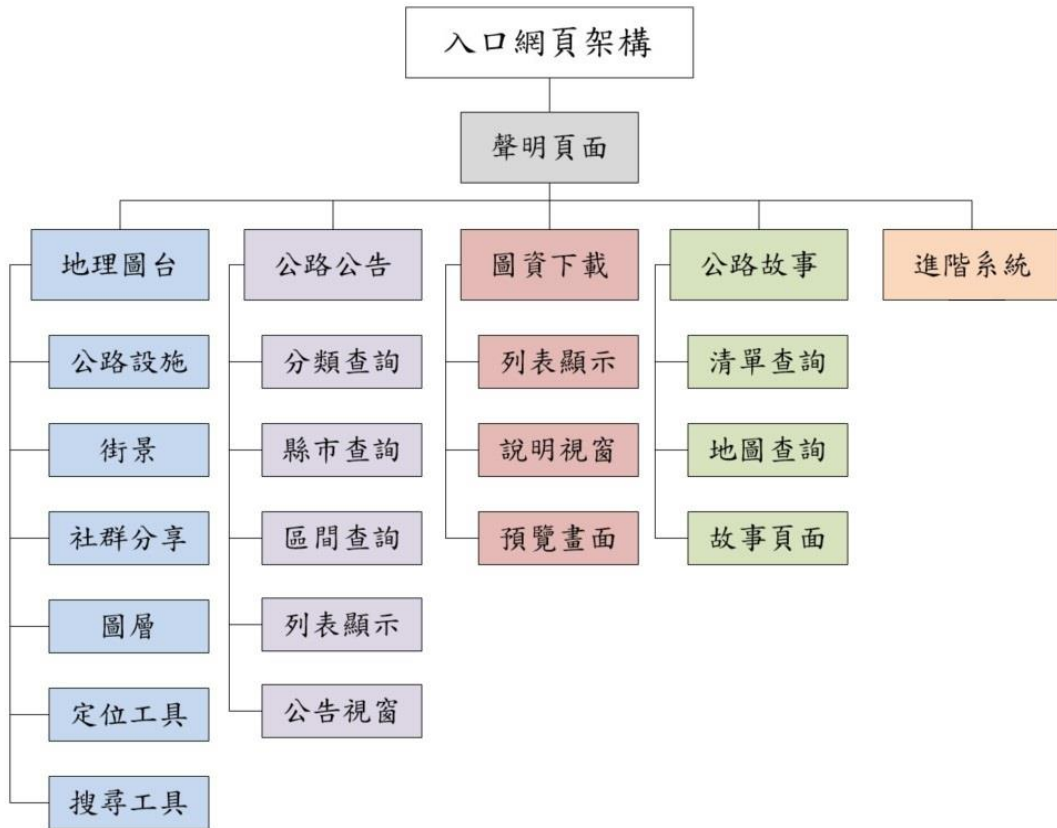 入口網頁架構
聲明頁面
地理圖台
公路公告
圖資下載
公路故事
進階系統
公路設施
分類查詢
列表顯示
清單查詢
街景
縣市查詢
說明視窗
地圖查詢
社群分享
區間查詢
預覽畫面
故事頁面
圖層
列表顯示
定位工具
公告視窗
搜尋工具